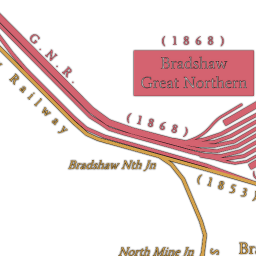 (1868)
Bradshaw
Great Northern
G.N.R.
Railway
(1868)
Bradshaw Nth Jn
(1853)
North Mine Jn